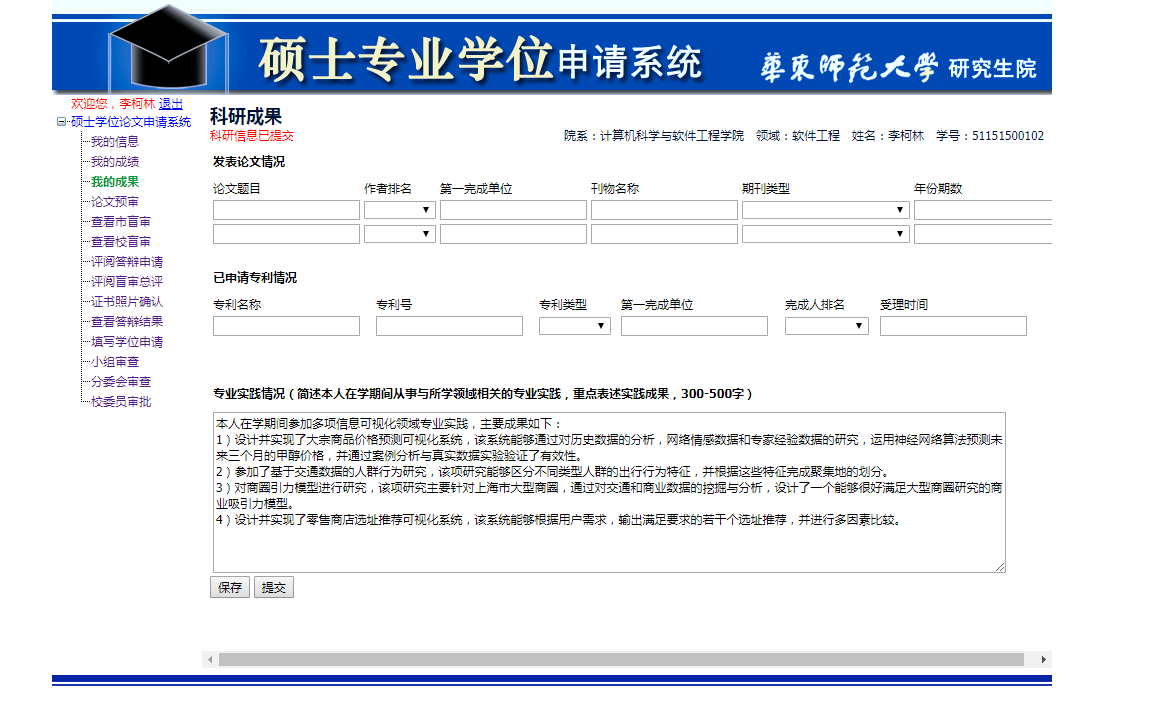 硕士专业学位申请系统
華東師範大學 研究生院
欢迎您，李柯林 退出
硕士学位论文申请系统
我的信息
我的成绩
我的成果
论文预审
查看市盲审
查看校盲审
评阅答辩申请
评阅盲审总评
证书照片确认
查看答辩结果
填写学位申请
小组审查
分委会审查
校委员审批
科研成果
科研信息已提交
院系：计算机科学与软件工程学院 领域：软件工程 姓名：李柯林 学号：51151500102
发表论文情况
论文题目 作者排名 第一完成单位 刊物名称 期刊类型 年份期数
已申请专利情况
专利名称 专利号 专利类型 第一完成单位 完成人排名 受理时间
专业实践情况（简述本人在学期间从事与所学领域相关的专业实践，重点表述实践成果，300-500字）
本人在学期间参加多项信息可视化领域专业实践，主要成果如下：
1）设计并实现了大宗商品价格预测可视化系统，该系统能够通过对历史数据的分析，网络情感数据和专家经验数据的研究，运用神经网络算法预测未
来三个月的甲醇价格，并通过案例分析与真实数据实验验证了有效性。
2）参加了基于交通数据的人群行为研究，该项研究能够区分不同类型人群的出行行为特征，并根据这些特征完成聚集地的划分。
3）对商圈引力模型进行研究，该项研究主要针对上海市大型商圈，通过对交通和商业数据的挖掘与分析，设计了一个能够很好满足大型商圈研究的商
业吸引力模型。
4）设计并实现了零售商店选址推荐可视化系统，该系统能够根据用户需求，输出满足要求的若干个选址推荐，并进行多因素比较。
保存 提交